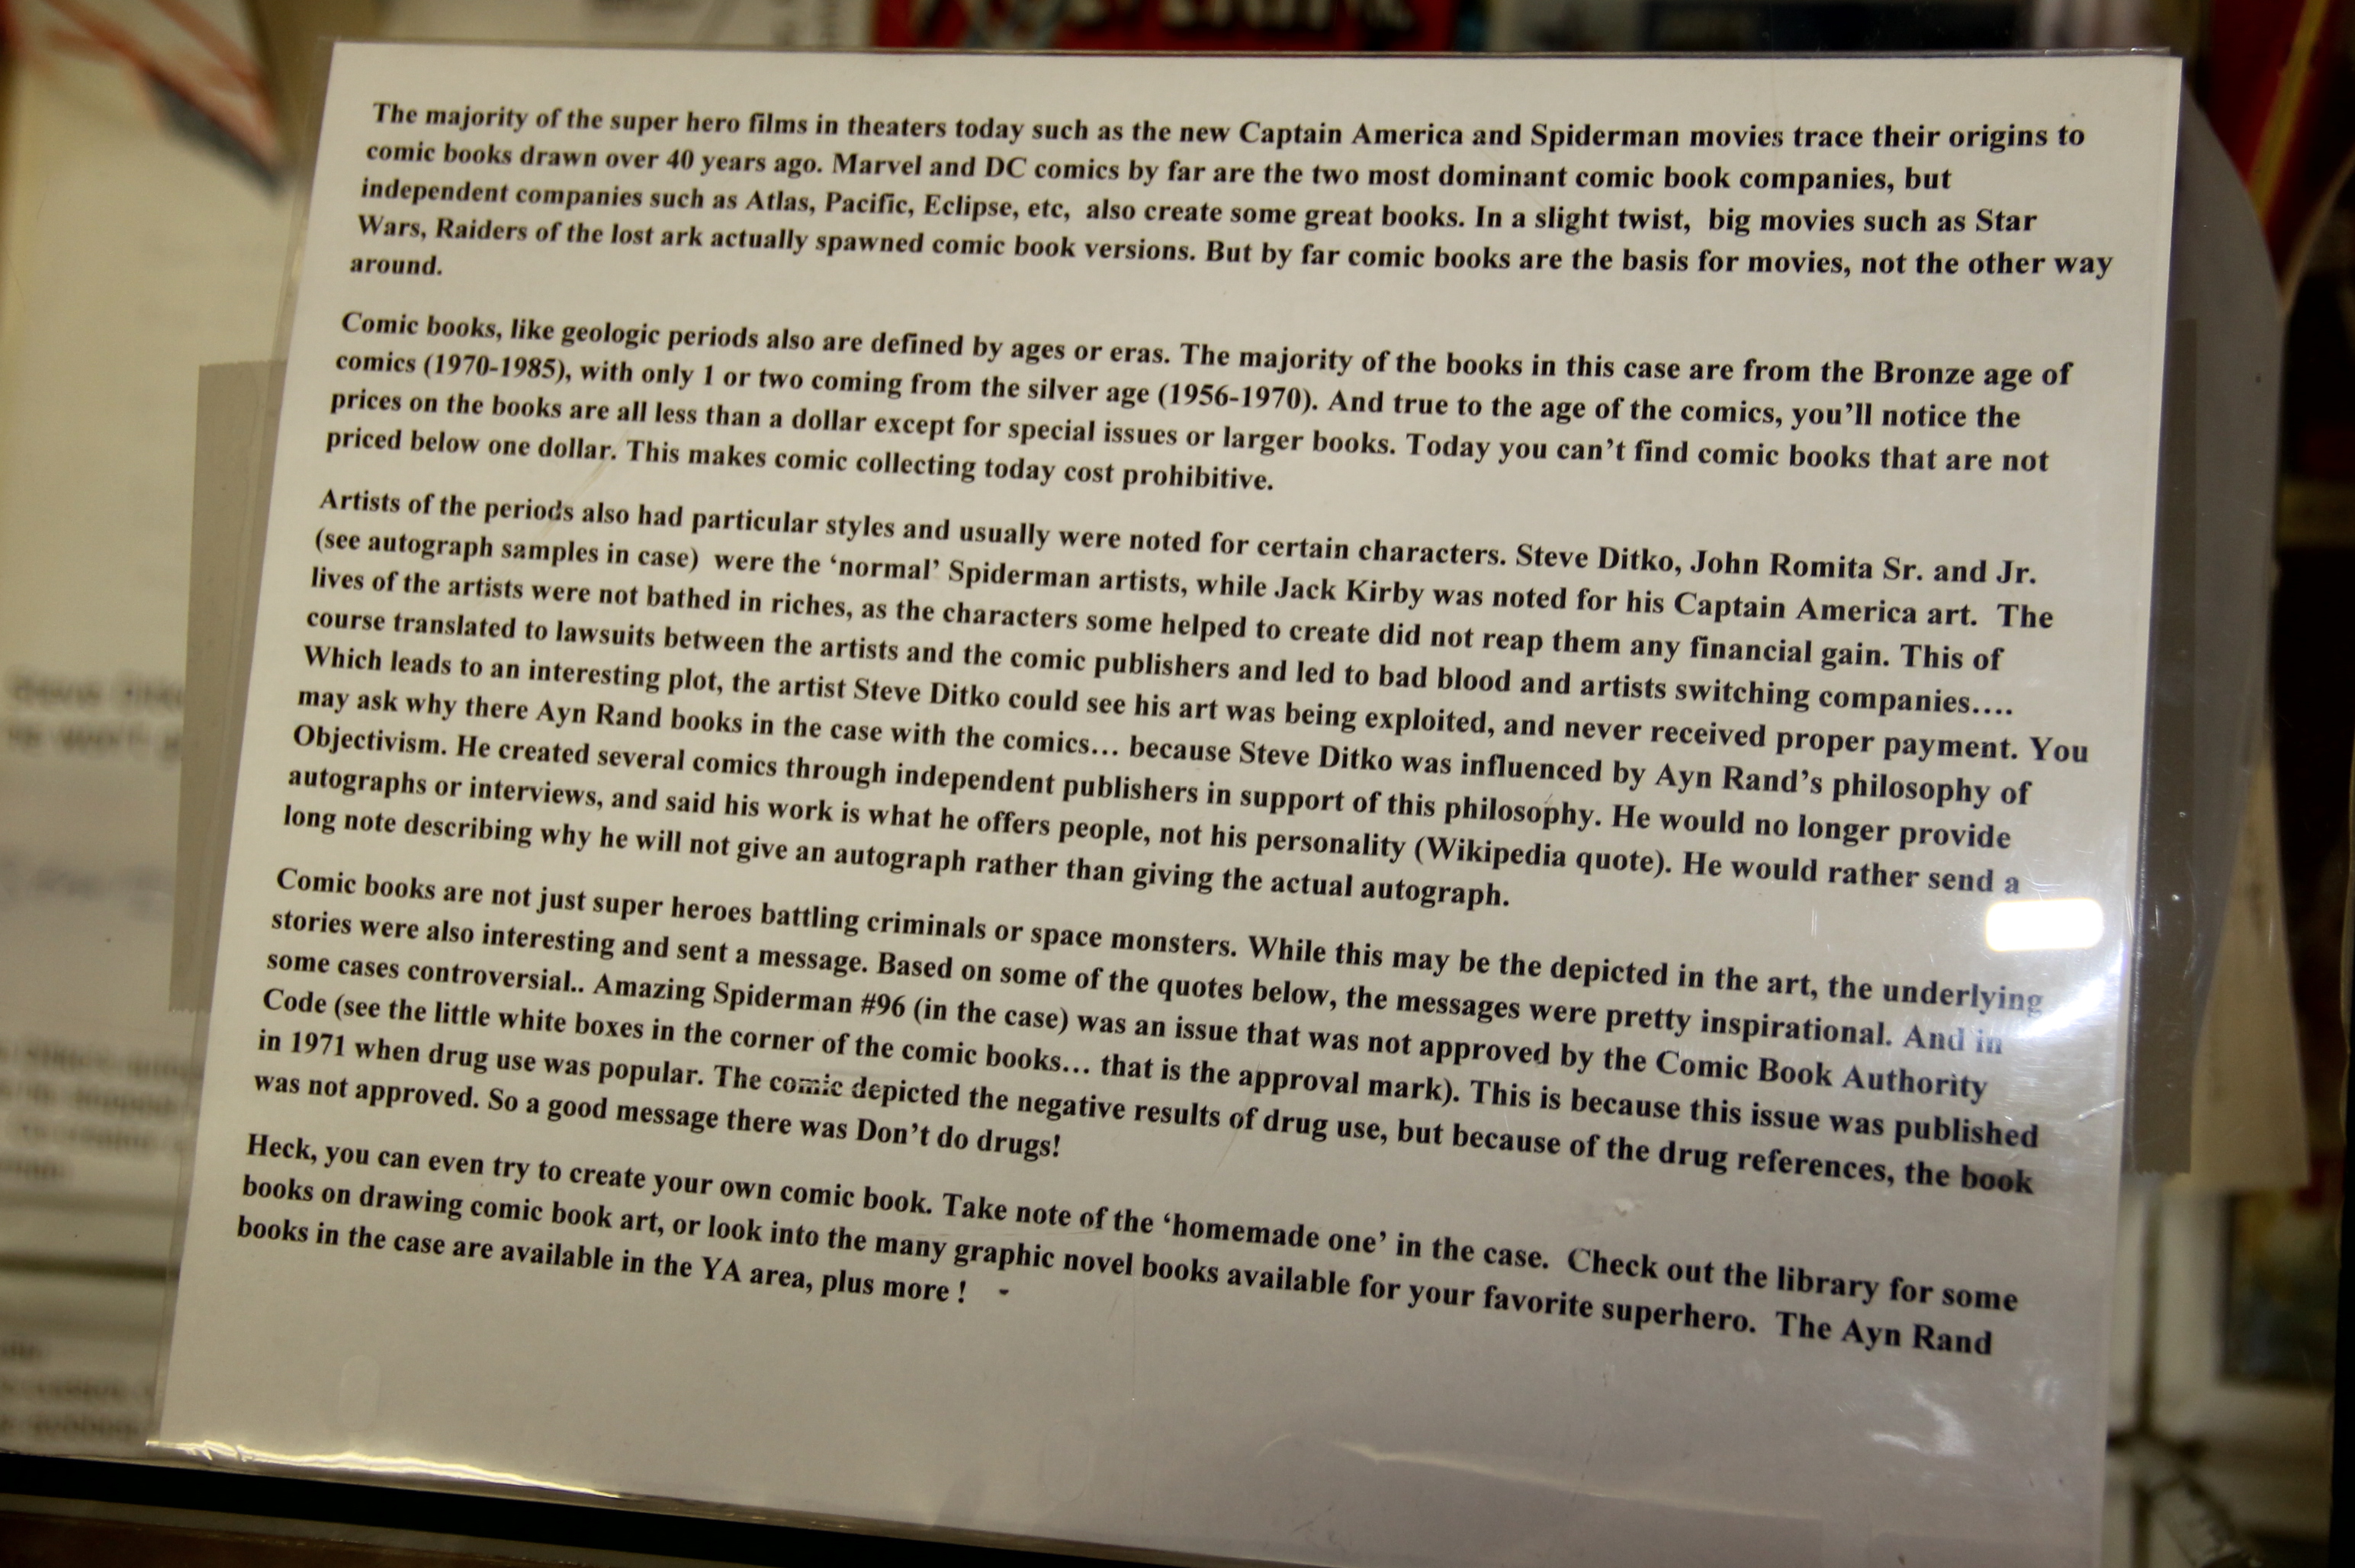 The majority of the super hero films in theaters today such as the new Captain America and Spiderman movies trace their origins to
comic books drawn over 40 years ago. Marvel and DC comics by far are the two most dominant comic book companies, but
independent companies such as Atlas, Pacific, Eclipse, etc, also create some great books. In a slight twist, big movies such as Star
Wars, Raiders of the lost ark actually spawned comic book versions. But by far comic books are the basis for movies, not the other way
around.
Comic books, like geologic periods also are defined by ages or eras. The majority of the books in this case are from the Bronze age of
comics (1970-1985), with only 1 or two coming from the silver age (1956-1970). And true to the age of the comics, you'll notice the
prices on the books are all less than a dollar except for special issues or larger books. Today you can't find comic books that are not
priced below one dollar. This makes comic collecting today cost prohibitive.
Artists of the periods also had particular styles and usually were noted for certain characters. Steve Ditko, John Romita Sr. and Jr.
(see autograph samples in case) were the 'normal' Spiderman artists, while Jack Kirby was noted for his Captain America art. The
lives of the artists were not bathed in riches, as the characters some helped to create did not reap them any financial gain. This of
course translated to lawsuits between the artists and the comic publishers and led to bad blood and artists switching companies....
Which leads to an interesting plot, the artist Steve Ditko could see his art was being exploited, and never received proper payment. You
may ask why there Ayn Rand books in the case with the comics... because Steve Ditko was influenced by Ayn Rand's philosophy of
Objectivism. He created several comics through independent publishers in support of this philosophy. He would no longer provide
autographs or interviews, and said his work is what he offers people, not his personality (Wikipedia quote). He would rather send a
long note describing why he will not give an autograph rather than giving the actual autograph.
Comic books are not just super heroes battling criminals or space monsters. While this may be the depicted in the art, the underlying
stories were also interesting and sent a message. Based on some of the quotes below, the messages were pretty inspirational. And in
some cases controversial.. Amazing Spiderman #96 (in the case) was an issue that was not approved by the Comic Book Authority
Code (see the little white boxes in the corner of the comic books... that is the approval mark). This is because this issue was published
in 1971 when drug use was popular. The comic depicted the negative results of drug use, but because of the drug references, the book
was not approved. So a good message there was Don't do drugs!
Heck, you can even try to create your own comic book. Take note of the 'homemade one' in the case. Check out the library for some
books on drawing comic book art, or look into the many graphic novel books available for your favorite superhero. The Ayn Rand
books in the case are available in the YA area, plus more ! -